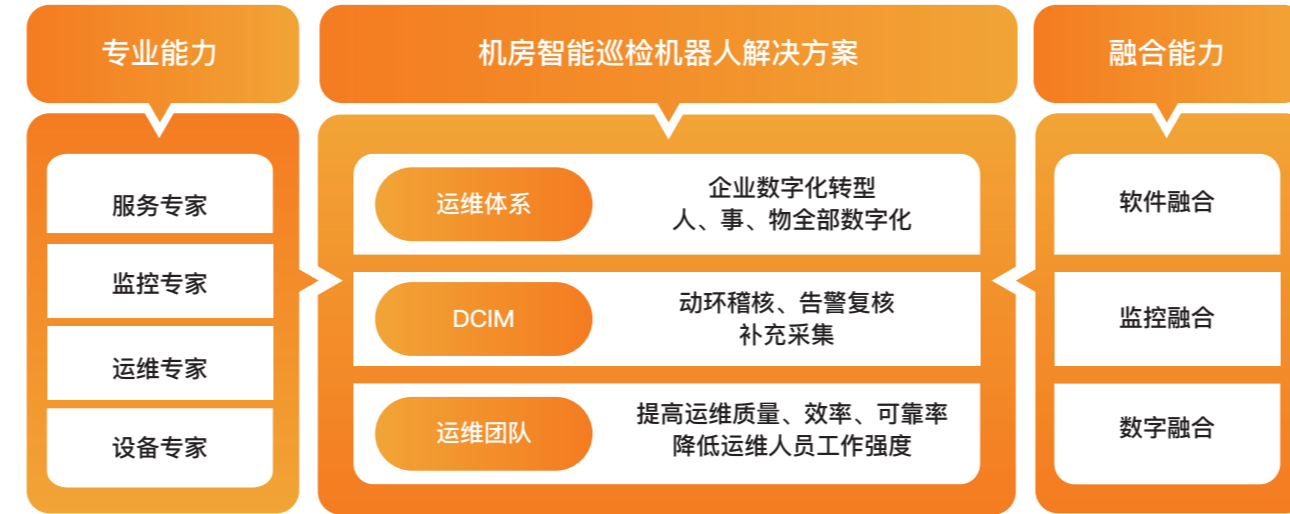 专业能力
服务专家
监控专家
运维专家
设备专家
机房智能巡检机器人解决方案
运维体系
企业数字化转型
人、事、物全部数字化
DCIM
动环稽核、告警复核
补充采集
运维团队
提高运维质量、效率、可靠率
降低运维人员工作强度
融合能力
软件融合
监控融合
数字融合